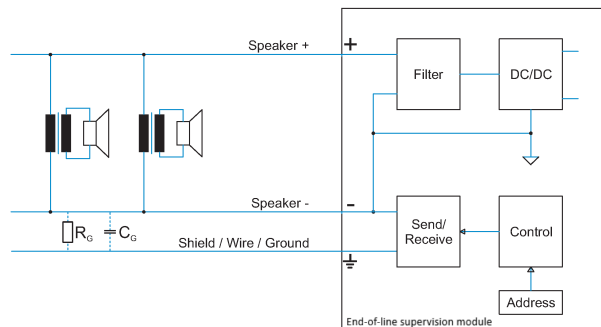 Speaker +
+
Filter
DC/DC
Speaker -
-
RG
CG
Shield / Wire / Ground
Send/
Receive
Control
Address
End-of-line supervision module